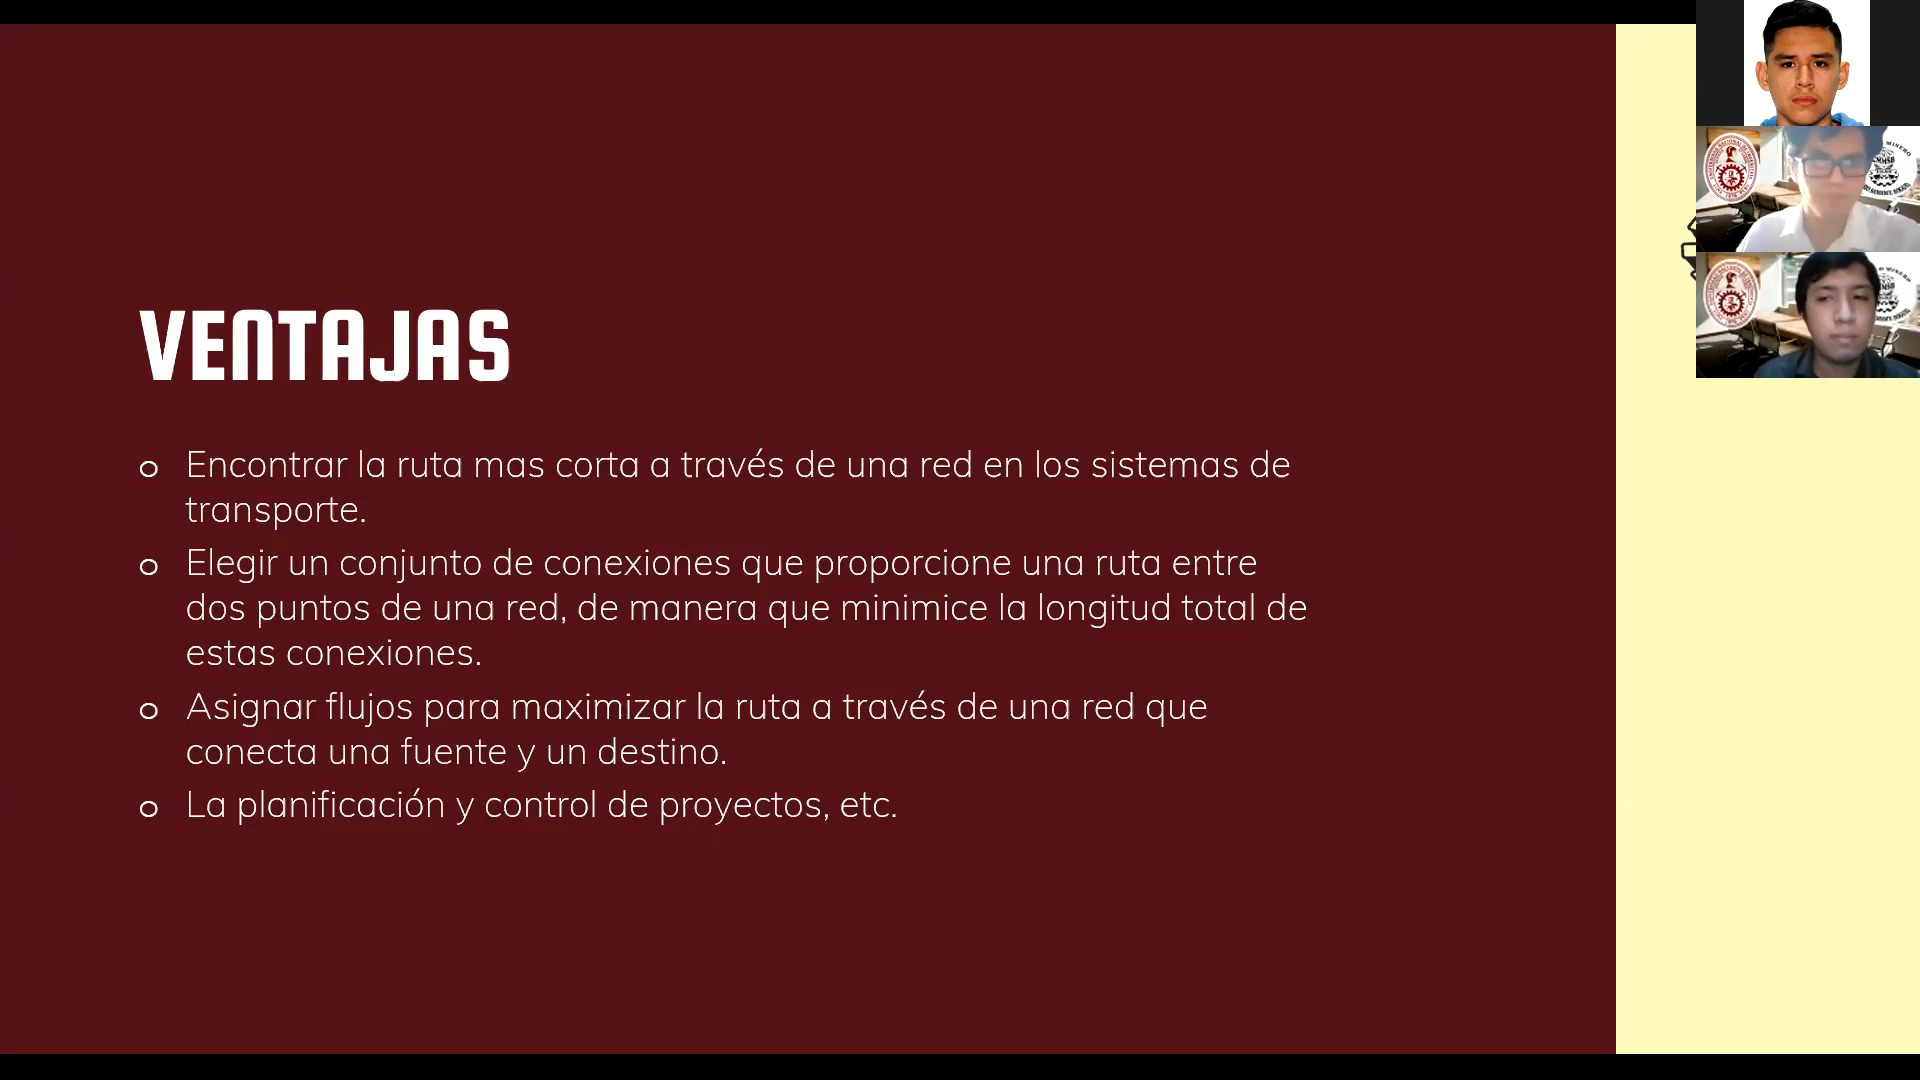 VENTAJAS
o Encontrar la ruta mas corta a través de una red en los sistemas de
transporte.
o Elegir un conjunto de conexiones que proporcione una ruta entre
dos puntos de una red, de manera que minimice la longitud total de
estas conexiones.
o Asignar flujos para maximizar la ruta a través de una red que
conecta una fuente y un destino.
o La planificación y control de proyectos, etc.